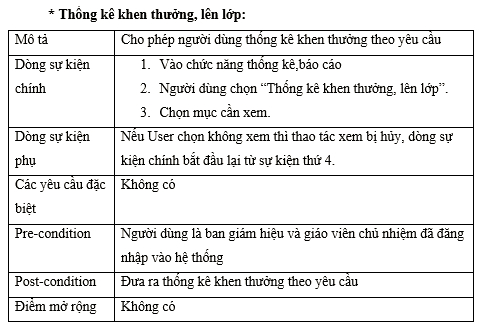 * Thống kê khen thưởng, lên lớp:
Mô tả
Cho phép người dùng thống kê khen thưởng theo yêu cầu
Dòng sự kiện
chính
1. Vào chức năng thống kê,báo cáo
2. Người dùng chọn “Thống kê khen thưởng, lên lớp”.
3. Chọn mục cần xem.
Dòng sự kiện
phụ
Nếu User chọn không xem thì thao tác xem bị hủy, dòng sự
kiện chính bắt đầu lại từ sự kiện thứ 4.
Các yêu cầu đặc
biệt
Không có
Pre-condition
Người dùng là ban giám hiệu và giáo viên chủ nhiệm đã đăng
nhập vào hệ thống
Post-condition
Đưa ra thống kê khen thưởng theo yêu cầu
Điểm mở rộng
Không có